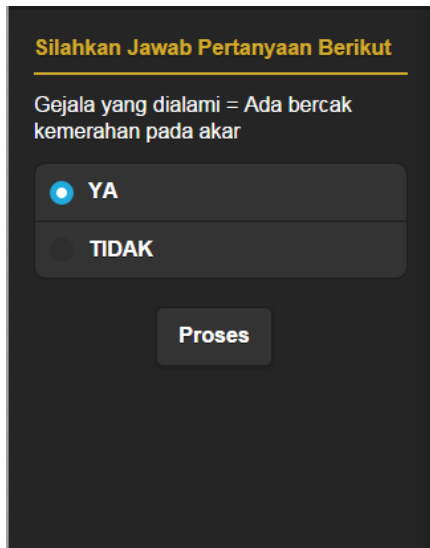 Silahkan Jawab Pertanyaan Berikut
Gejala yang dialami = Ada bercak
kemerahan pada akar
YA
TIDAK
Proses